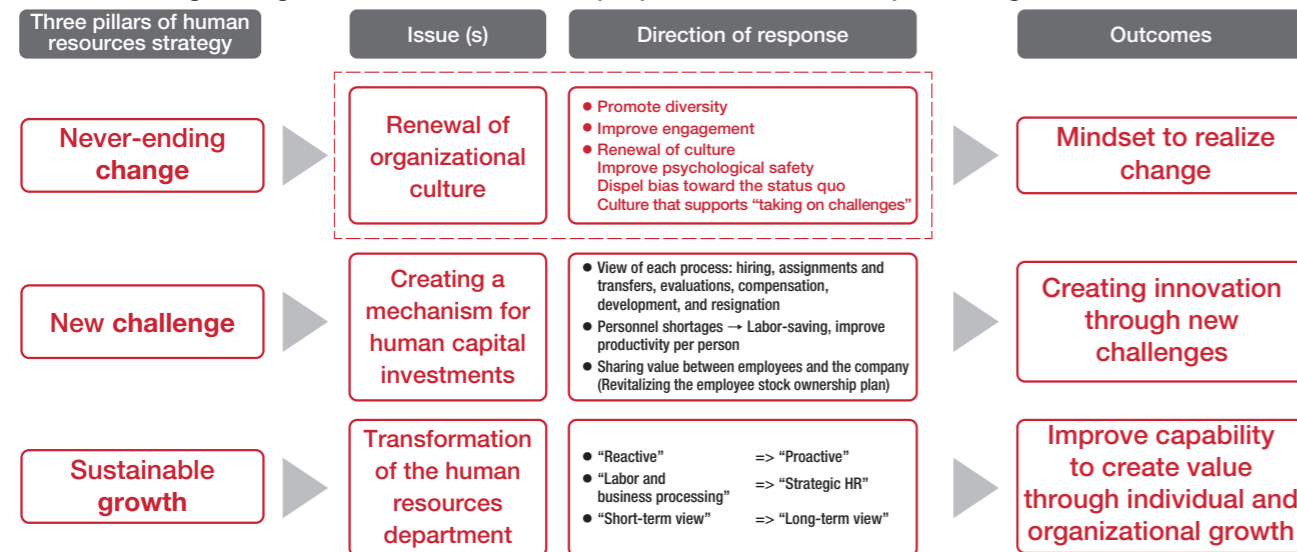 Three pillars of human
resources strategy
Issue (s)
Direction of response
Outcomes
Never-ending
change
Renewal of
organizational
culture
● Promote diversity
● Improve engagement
● Renewal of culture
Improve psychological safety
Dispel bias toward the status quo
Culture that supports “taking on challenges”
Mindset to realize
change
New challenge
Creating a
mechanism for
human capital
investments
● View of each process: hiring, assignments and
transfers, evaluations, compensation,
development, and resignation
● Personnel shortages → Labor-saving, improve
productivity per person
● Sharing value between employees and the company
(Revitalizing the employee stock ownership plan)
Creating innovation
through new
challenges
Sustainable
growth
Transformation
of the human
resources
department
● “Reactive” => “Proactive”
● “Labor and
business processing” => “Strategic HR”
● “Short-term view” => “Long-term view”
Improve capability
to create value
through individual and
organizational growth